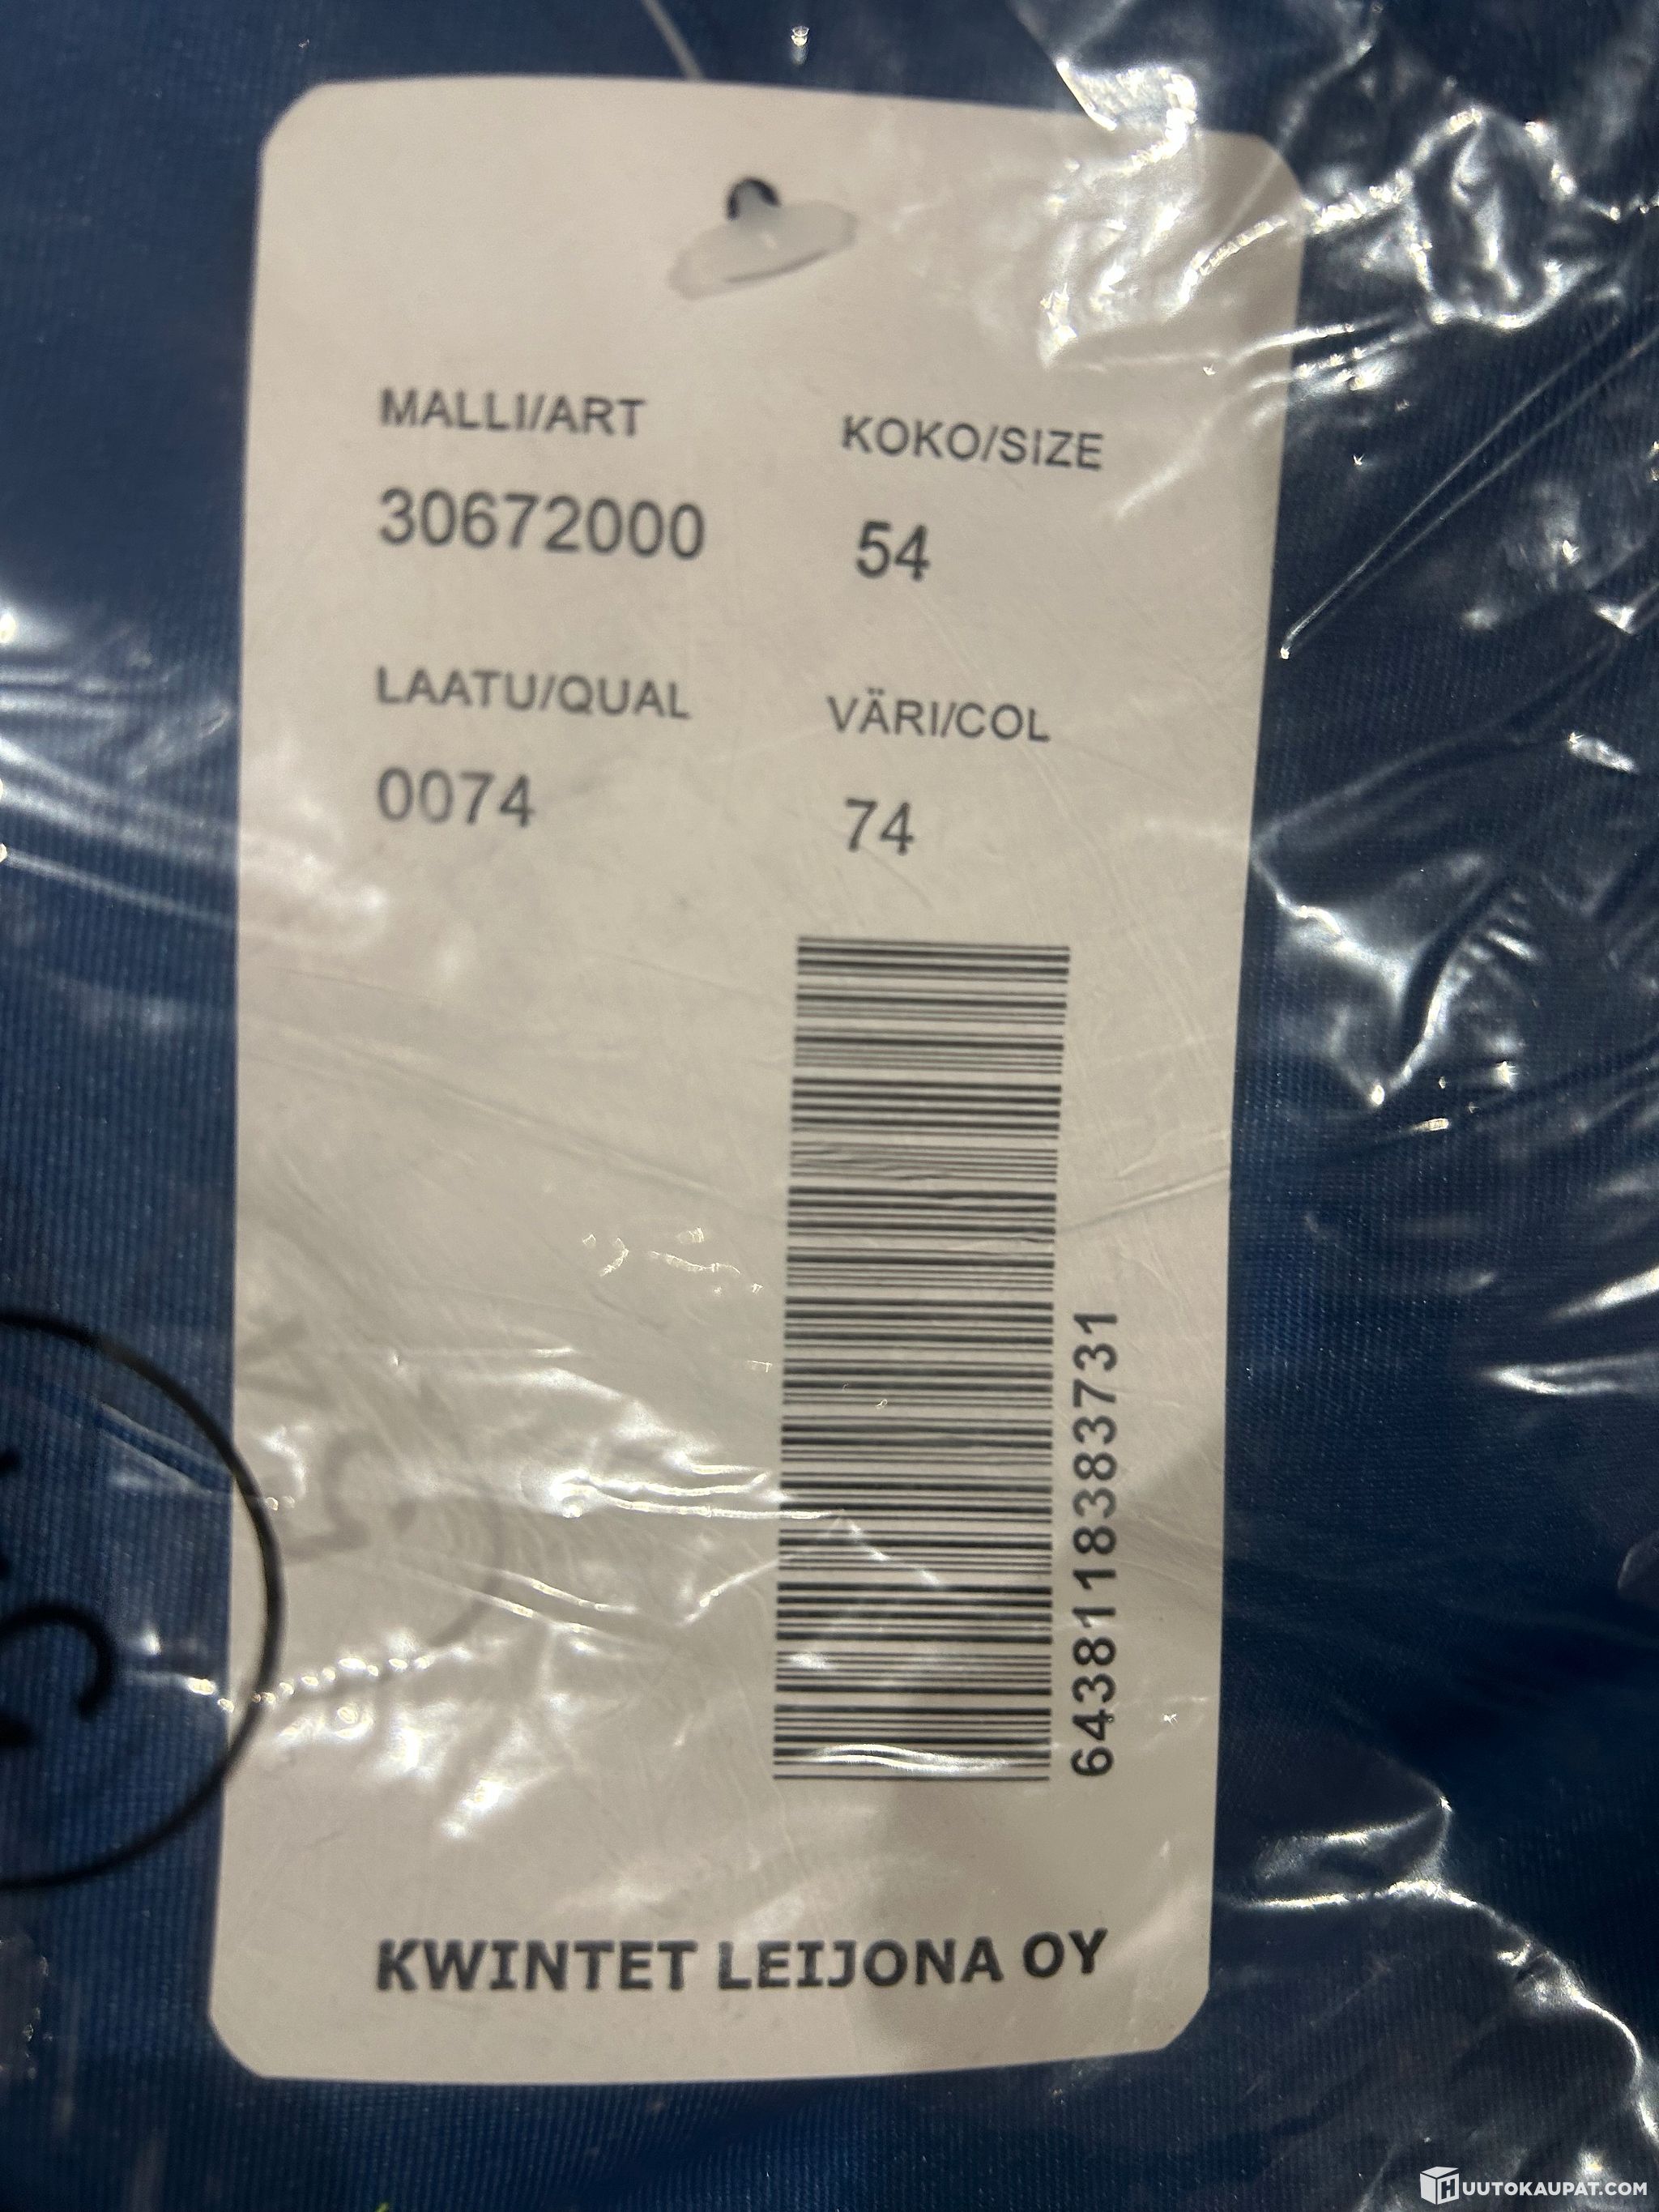 MALLI/ART
KOKO/SIZE
30672000
54
LAATU/QUAL
VÄRI/COL
0074
74
6438118383731
KWINTET LEIJONA OY
HUUTOKAUPAT.COM